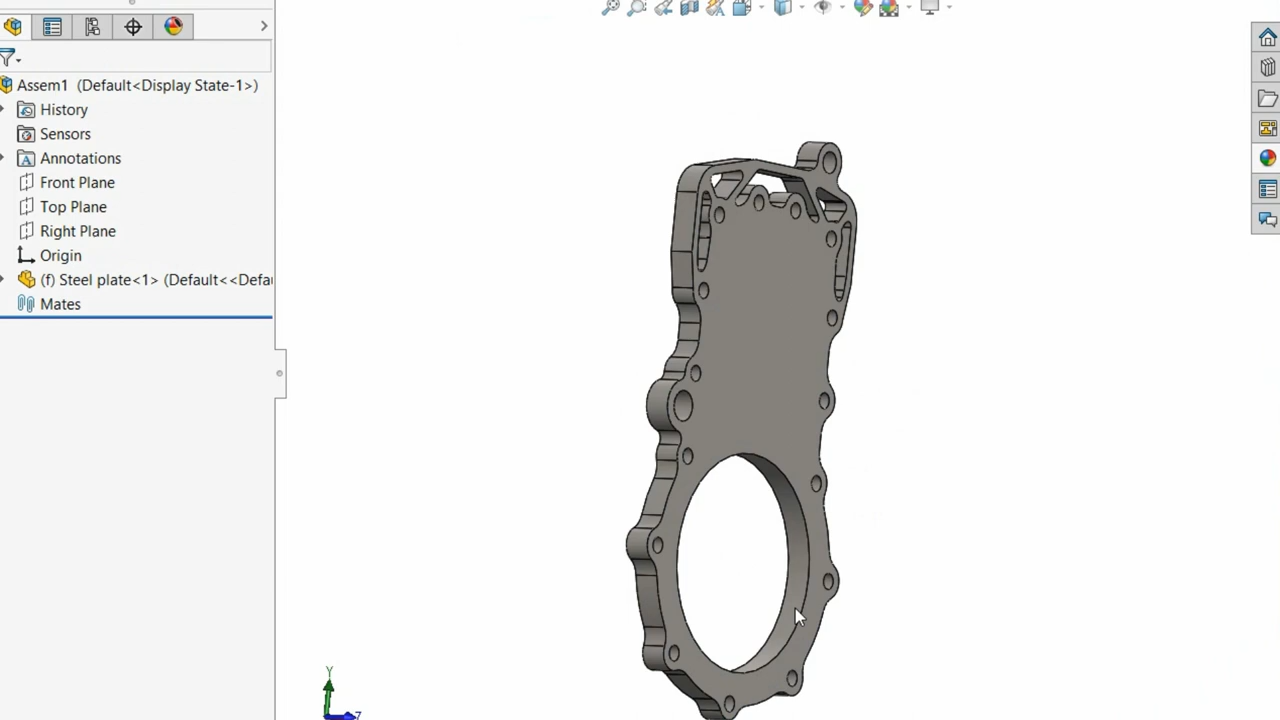 Assem1 (Default<Display State-1>)
History
Sensors
Annotations
Front Plane
Top Plane
Right Plane
Origin
(f) Steel plate<1> (Default<<Defa
Mates
Y
Z